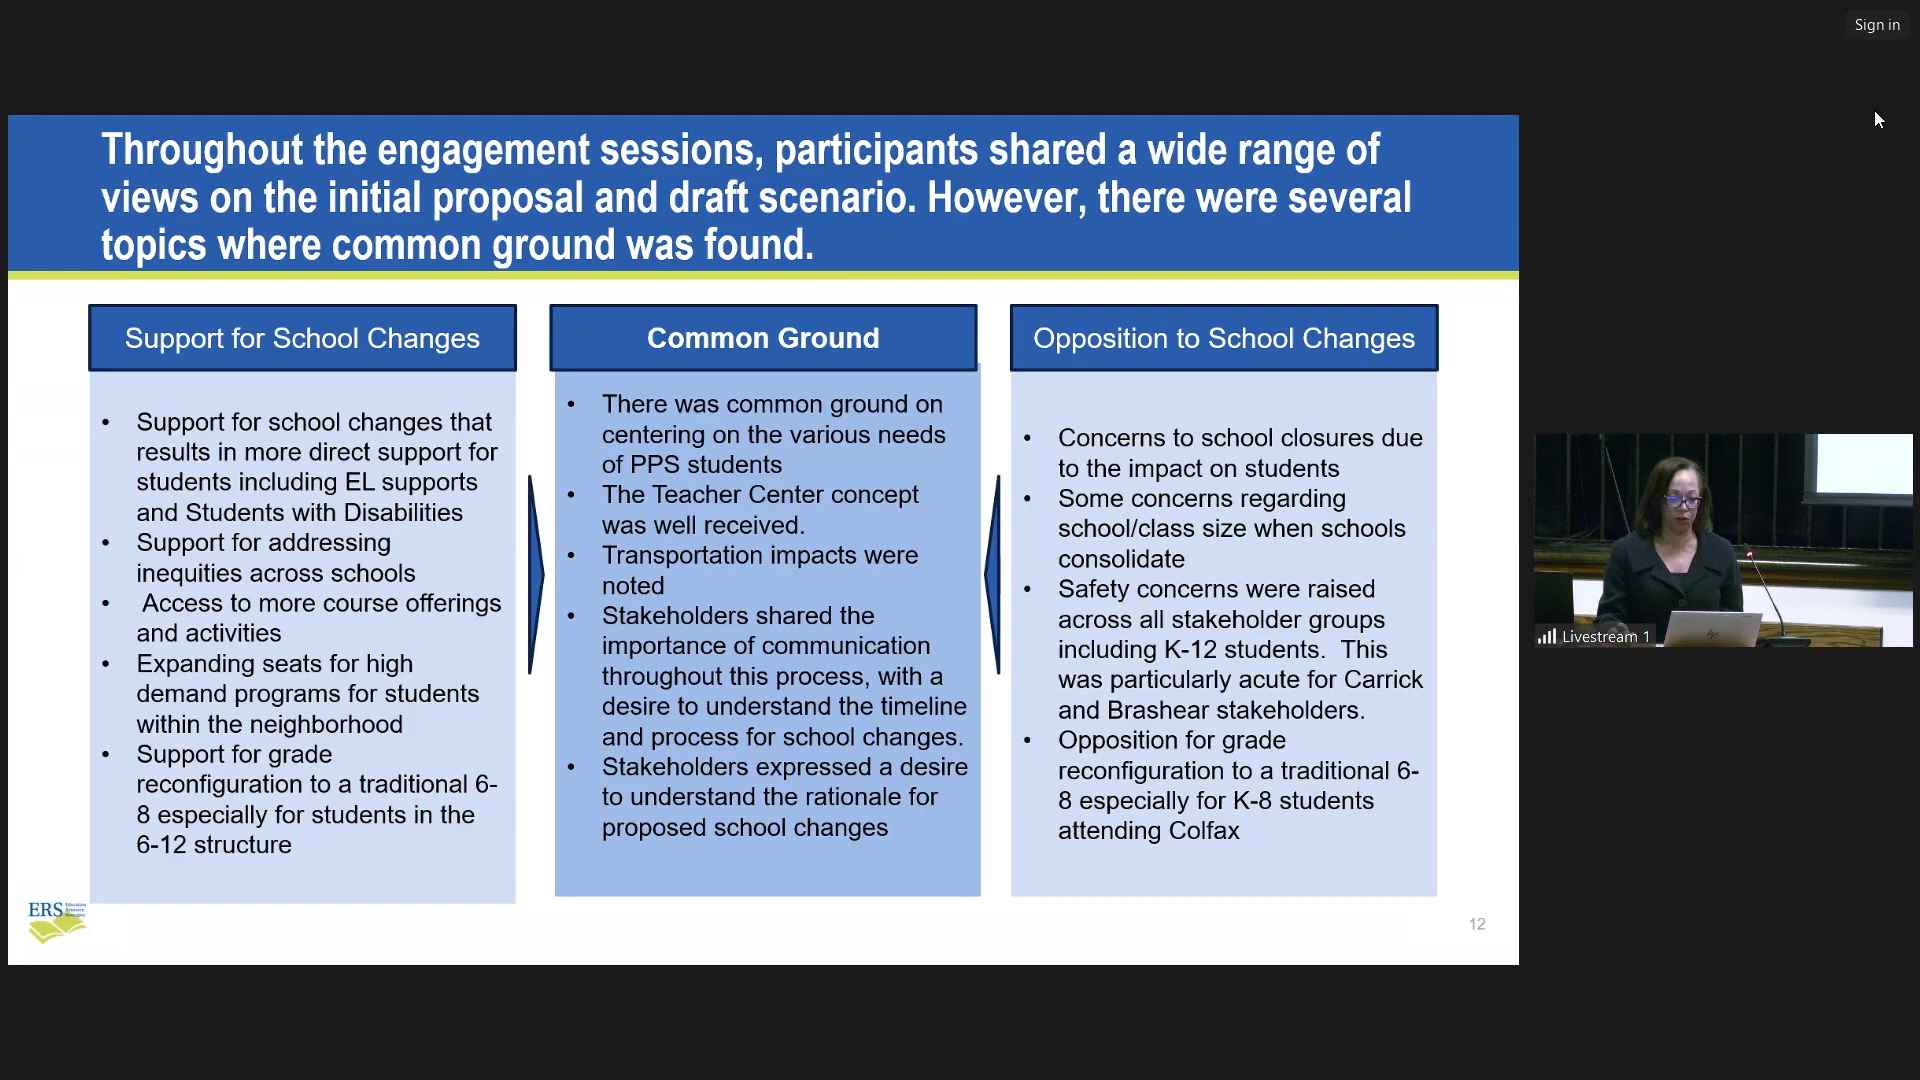 Sign in
Throughout the engagement sessions, participants shared a wide range of
views on the initial proposal and draft scenario. However, there were several
topics where common ground was found.
Support for School Changes
• Support for school changes that
results in more direct support for
students including EL supports
and Students with Disabilities
• Support for addressing
inequities across schools
• Access to more course offerings
and activities
• Expanding seats for high
demand programs for students
within the neighborhood
• Support for grade
reconfiguration to a traditional 6-
8 especially for students in the
6-12 structure
Common Ground
• There was common ground on
centering on the various needs
of PPS students
• The Teacher Center concept
was well received.
• Transportation impacts were
noted
• Stakeholders shared the
importance of communication
throughout this process, with a
desire to understand the timeline
and process for school changes.
• Stakeholders expressed a desire
to understand the rationale for
proposed school changes
Opposition to School Changes
• Concerns to school closures due
to the impact on students
• Some concerns regarding
school/class size when schools
consolidate
• Safety concerns were raised
across all stakeholder groups
including K-12 students. This
was particularly acute for Carrick
and Brashear stakeholders.
• Opposition for grade
reconfiguration to a traditional 6-
8 especially for K-8 students
attending Colfax
Livestream 1
hp
ERS
Education
Resource
Strategies
12